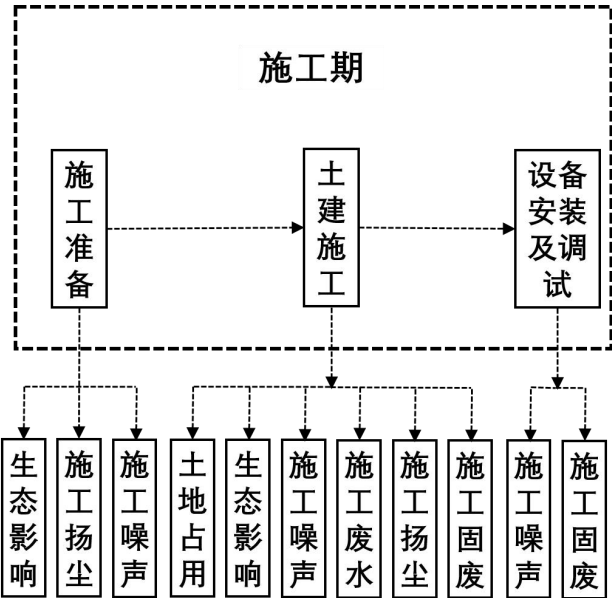 施工期
施工准备
土建施工
设备安装及调试
生态影响
施工扬尘
施工噪声
土地占用
生态影响
施工噪声
施工废水
施工扬尘
施工固废
施工噪声
施工固废